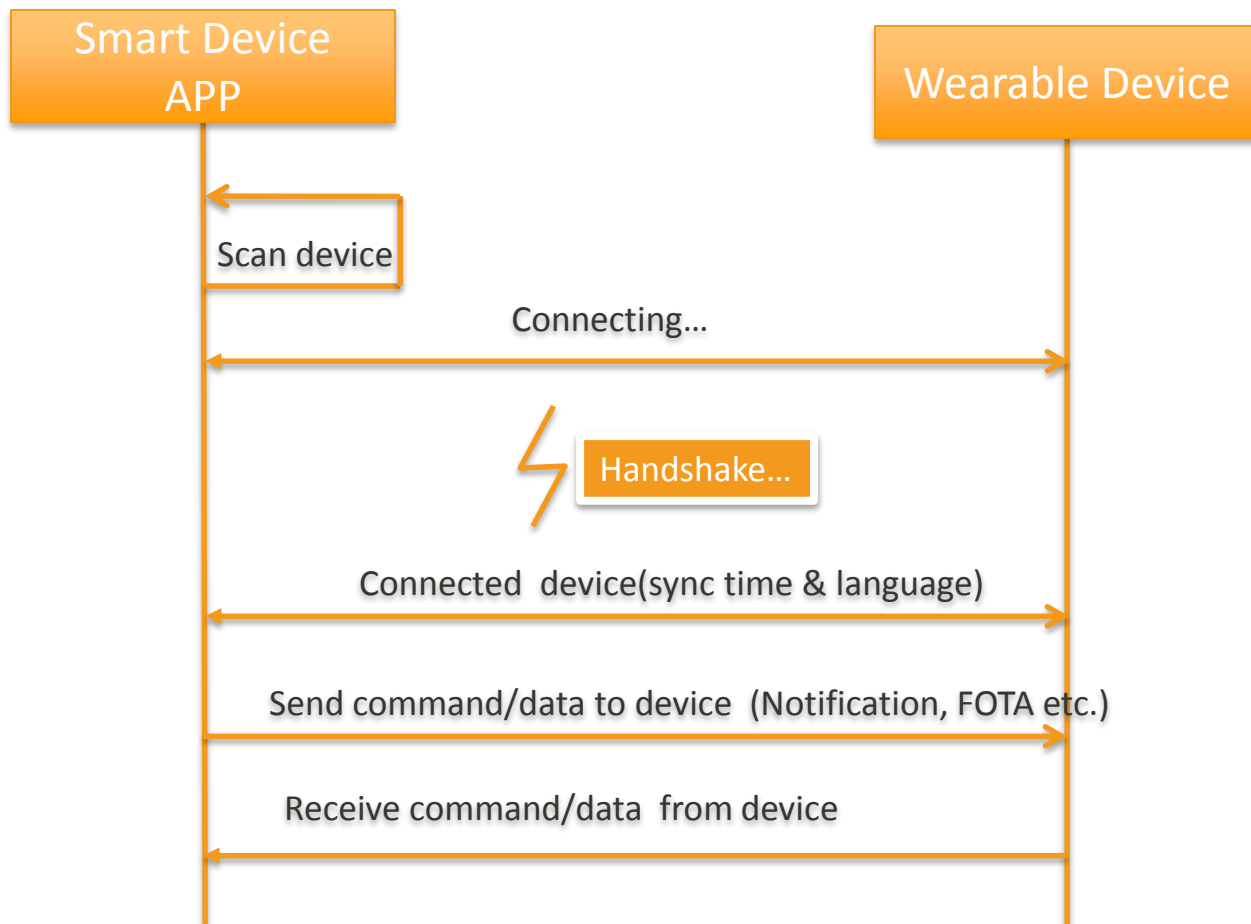 Smart Device
APP
Wearable Device
Scan device
Connecting…
Handshake…
Connected  device(sync time & language)
Send command/data to device  (Notification, FOTA etc.)
Receive command/data  from device